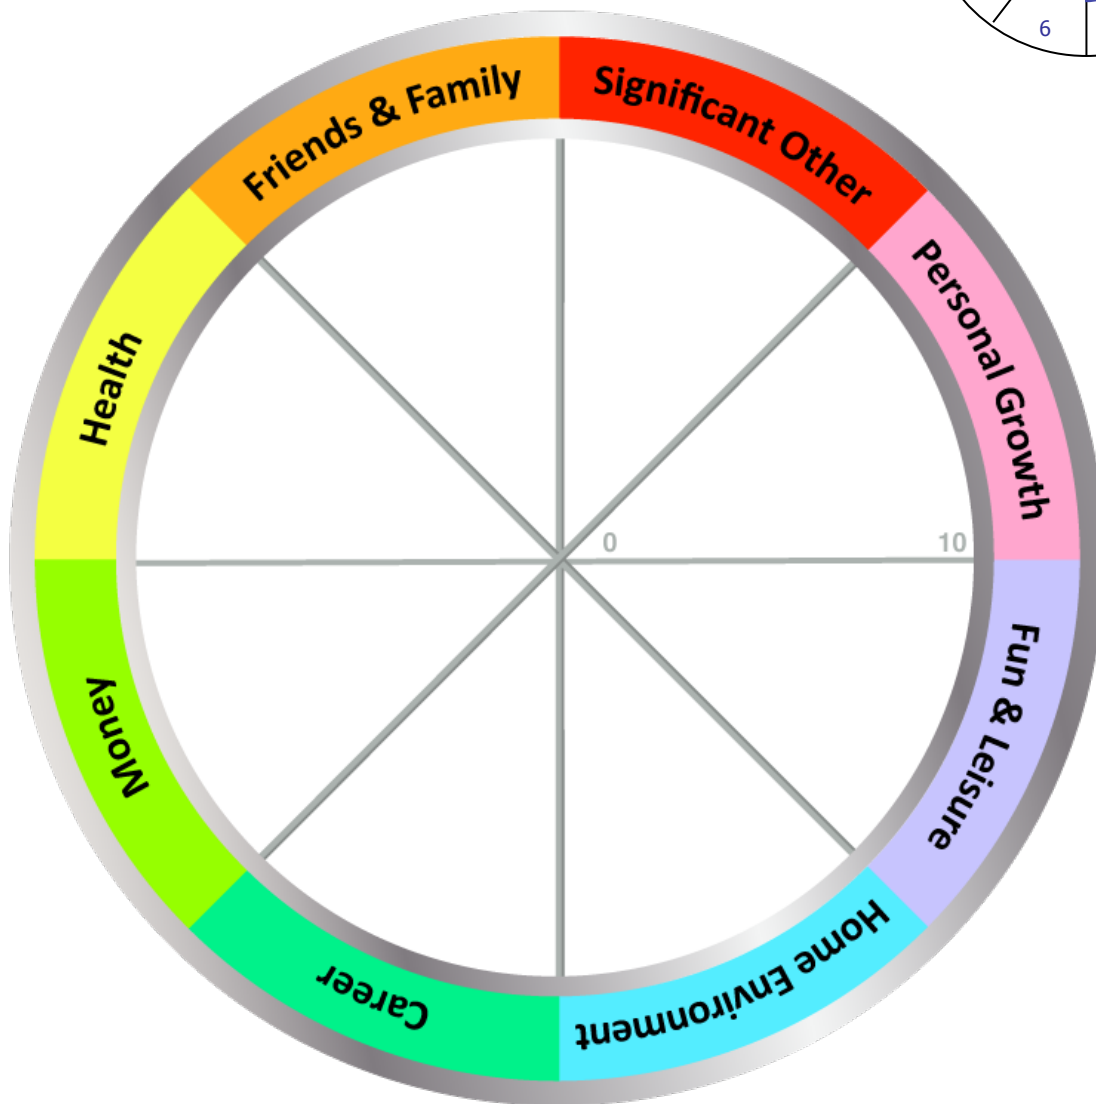 6
Significant Other
Personal Growth
Fun & Leisure
Home Environment
Career
Money
Health
Friends & Family
0
10